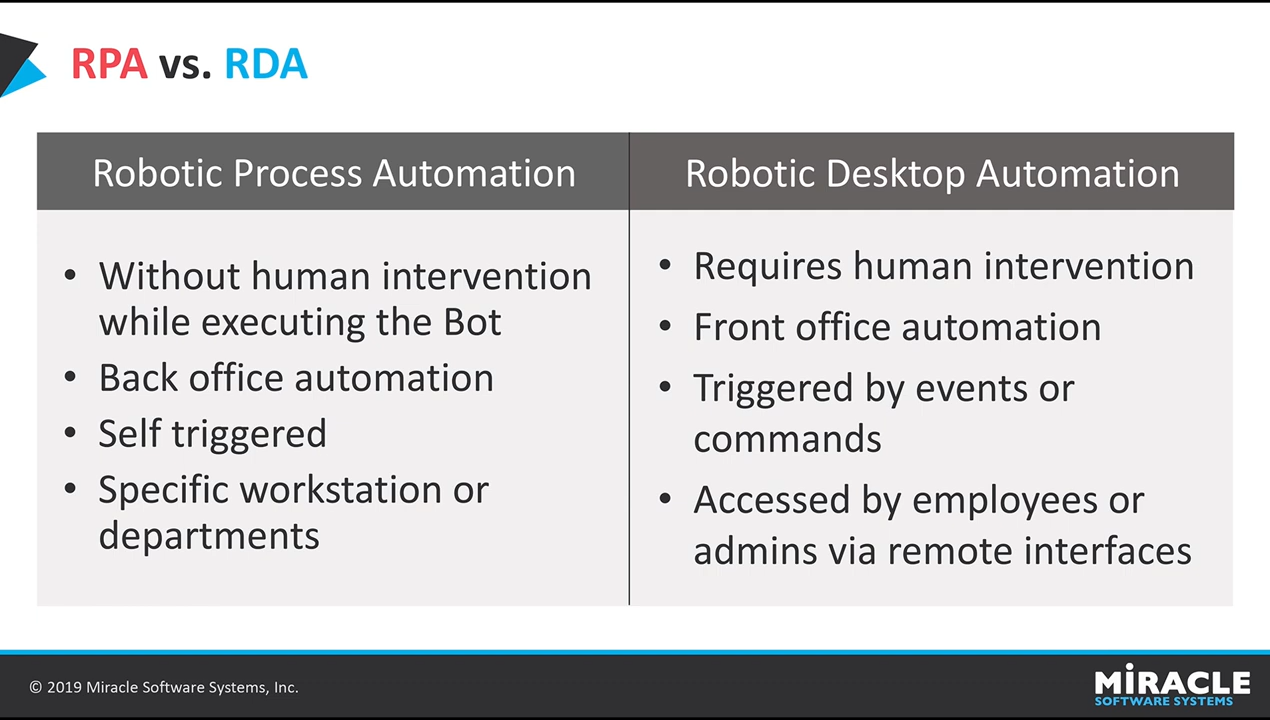 RPA vs. RDA
Robotic Process Automation
• Without human intervention
while executing the Bot
• Back office automation
• Self triggered
• Specific workstation or
departments
Robotic Desktop Automation
• Requires human intervention
• Front office automation
• Triggered by events or
commands
• Accessed by employees or
admins via remote interfaces
© 2019 Miracle Software Systems, Inc.
MiRACLE
SOFTWARE SYSTEMS